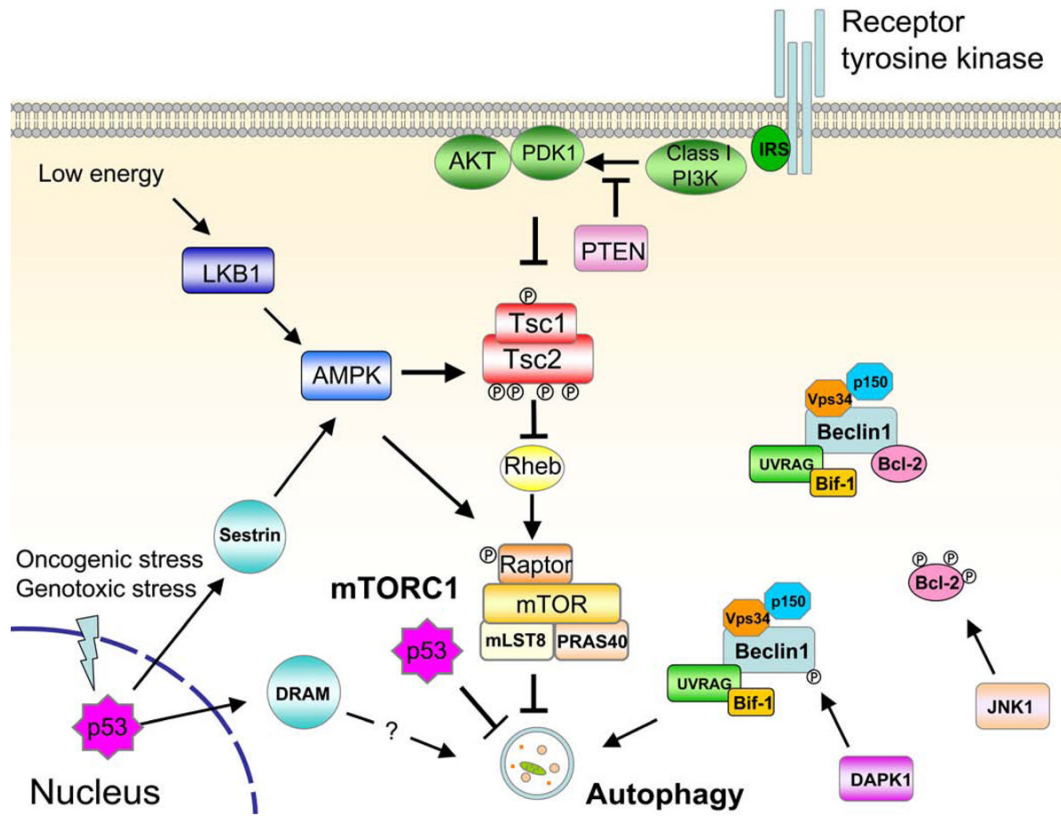 Receptor
tyrosine kinase
AKT
PDK1
Class I
PI3K
IRS
Low energy
PTEN
LKB1
P
Tsc1
Tsc2
AMPK
P P P P
p150
Vps34
Beclin1
UVRAG
Bcl-2
Bif-1
Rheb
Sestrin
Oncogenic stress
Genotoxic stress
P
Raptor
mTORC1
mTOR
mLST8
PRAS40
p53
P P P
Bcl-2
p150
Vps34
Beclin1
P
UVRAG
Bif-1
DRAM
JNK1
p53
?
DAPK1
Nucleus
Autophagy